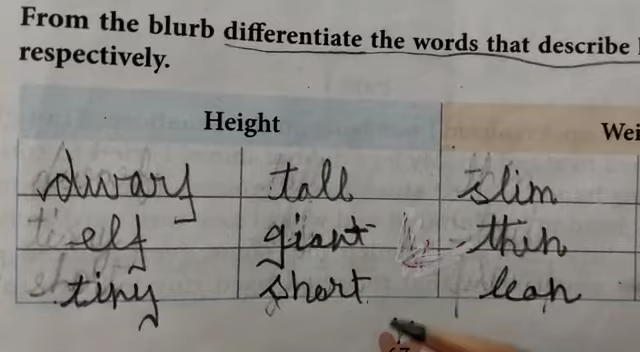 From the blurb differentiate the words that describe
respectively.
Height Wei
dwarf tall slim
elf giant thin
tiny short lean